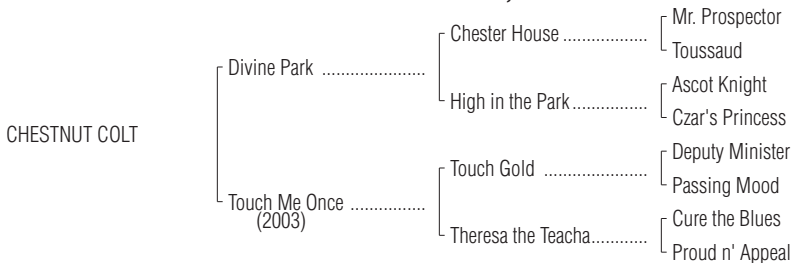 Mr. Prospector
Chester House ..................
Toussaud
Divine Park ......................
Ascot Knight
High in the Park................
Czar's Princess
CHESTNUT COLT
Deputy Minister
Touch Gold ......................
Passing Mood
Touch Me Once ................
(2003)
Cure the Blues
Theresa the Teacha............
Proud n' Appeal